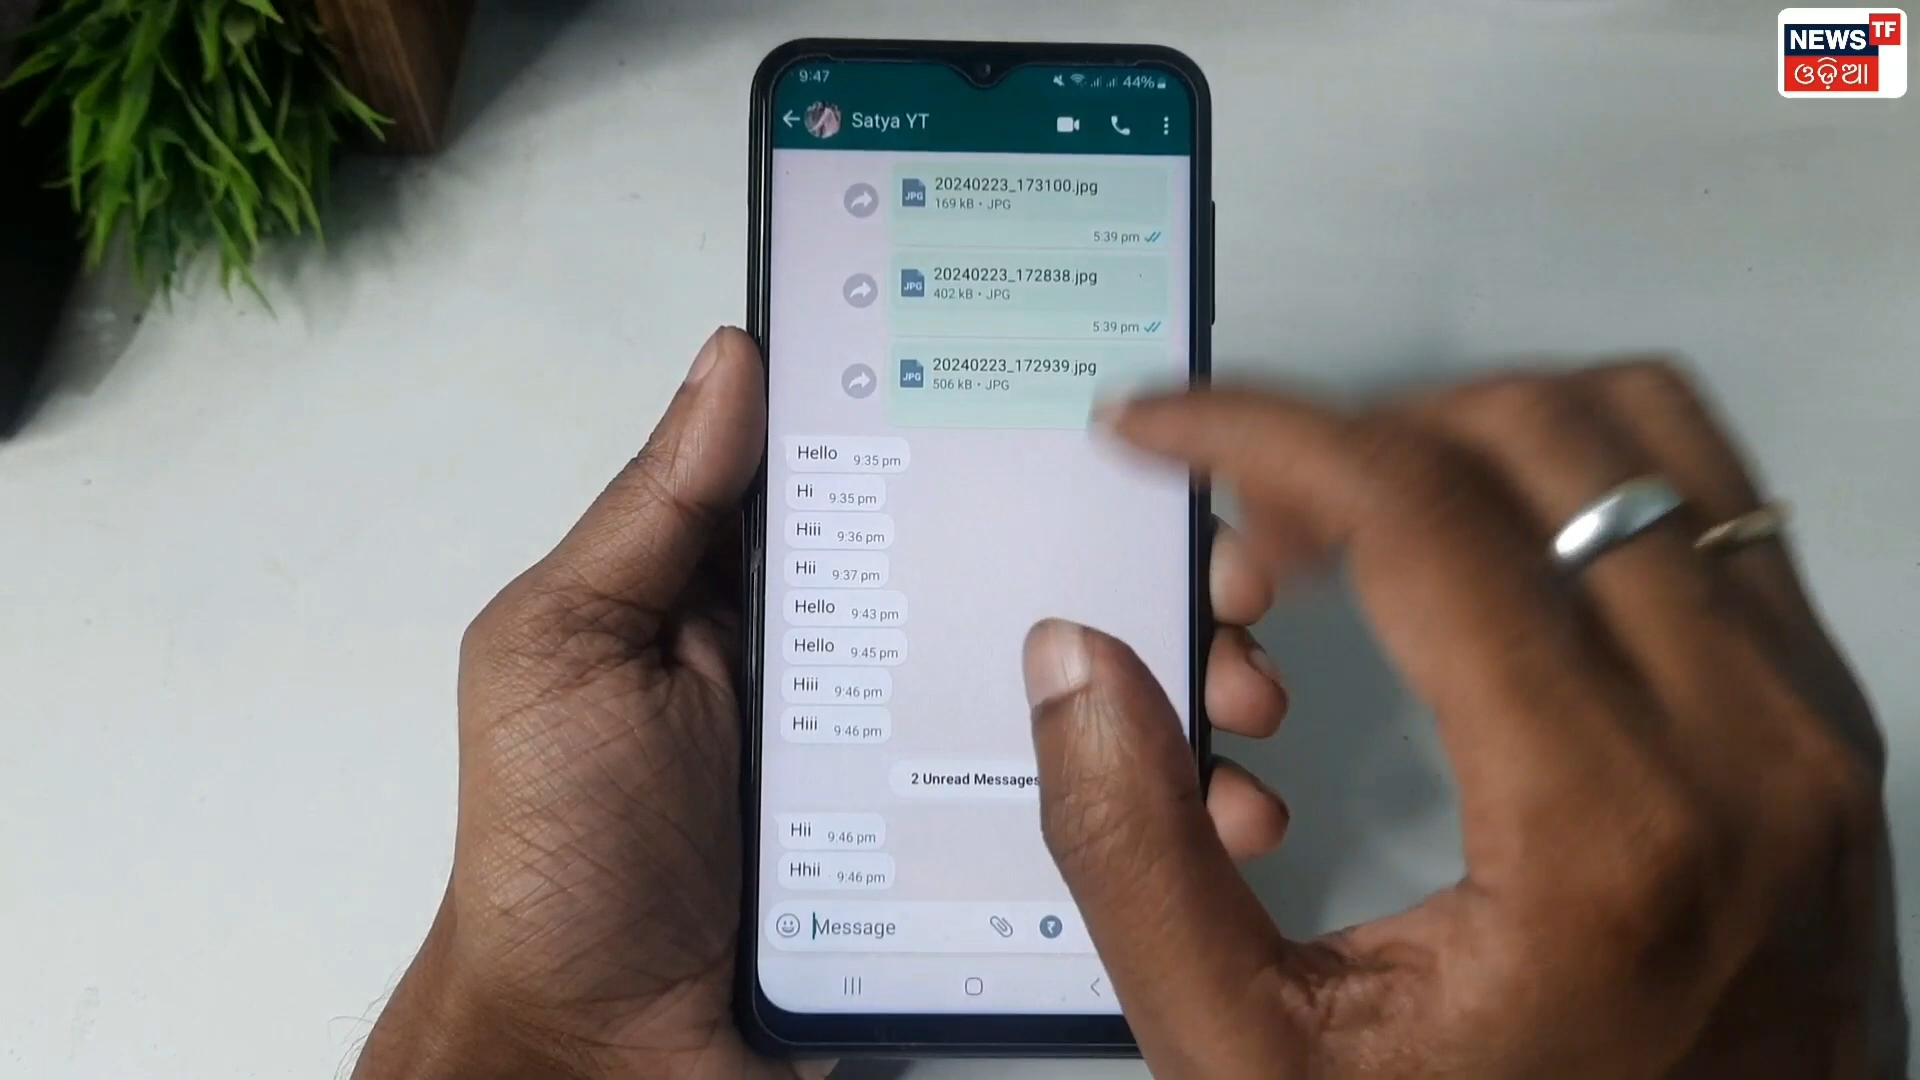 NEWS TF
ଓଡ଼ିଆ
9:47
44%
Satya YT
JPG
20240223_173100.jpg
169 kB • JPG
5:39 pm
JPG
20240223_172838.jpg
402 kB • JPG
5:39 pm
JPG
20240223_172939.jpg
506 kB • JPG
Hello 9:35 pm
Hi 9:35 pm
Hiii 9:36 pm
Hii 9:37 pm
Hello 9:43 pm
Hello 9:45 pm
Hiii 9:46 pm
Hiii 9:46 pm
2 Unread Messages
Hii 9:46 pm
Hhii 9:46 pm
Message
₹